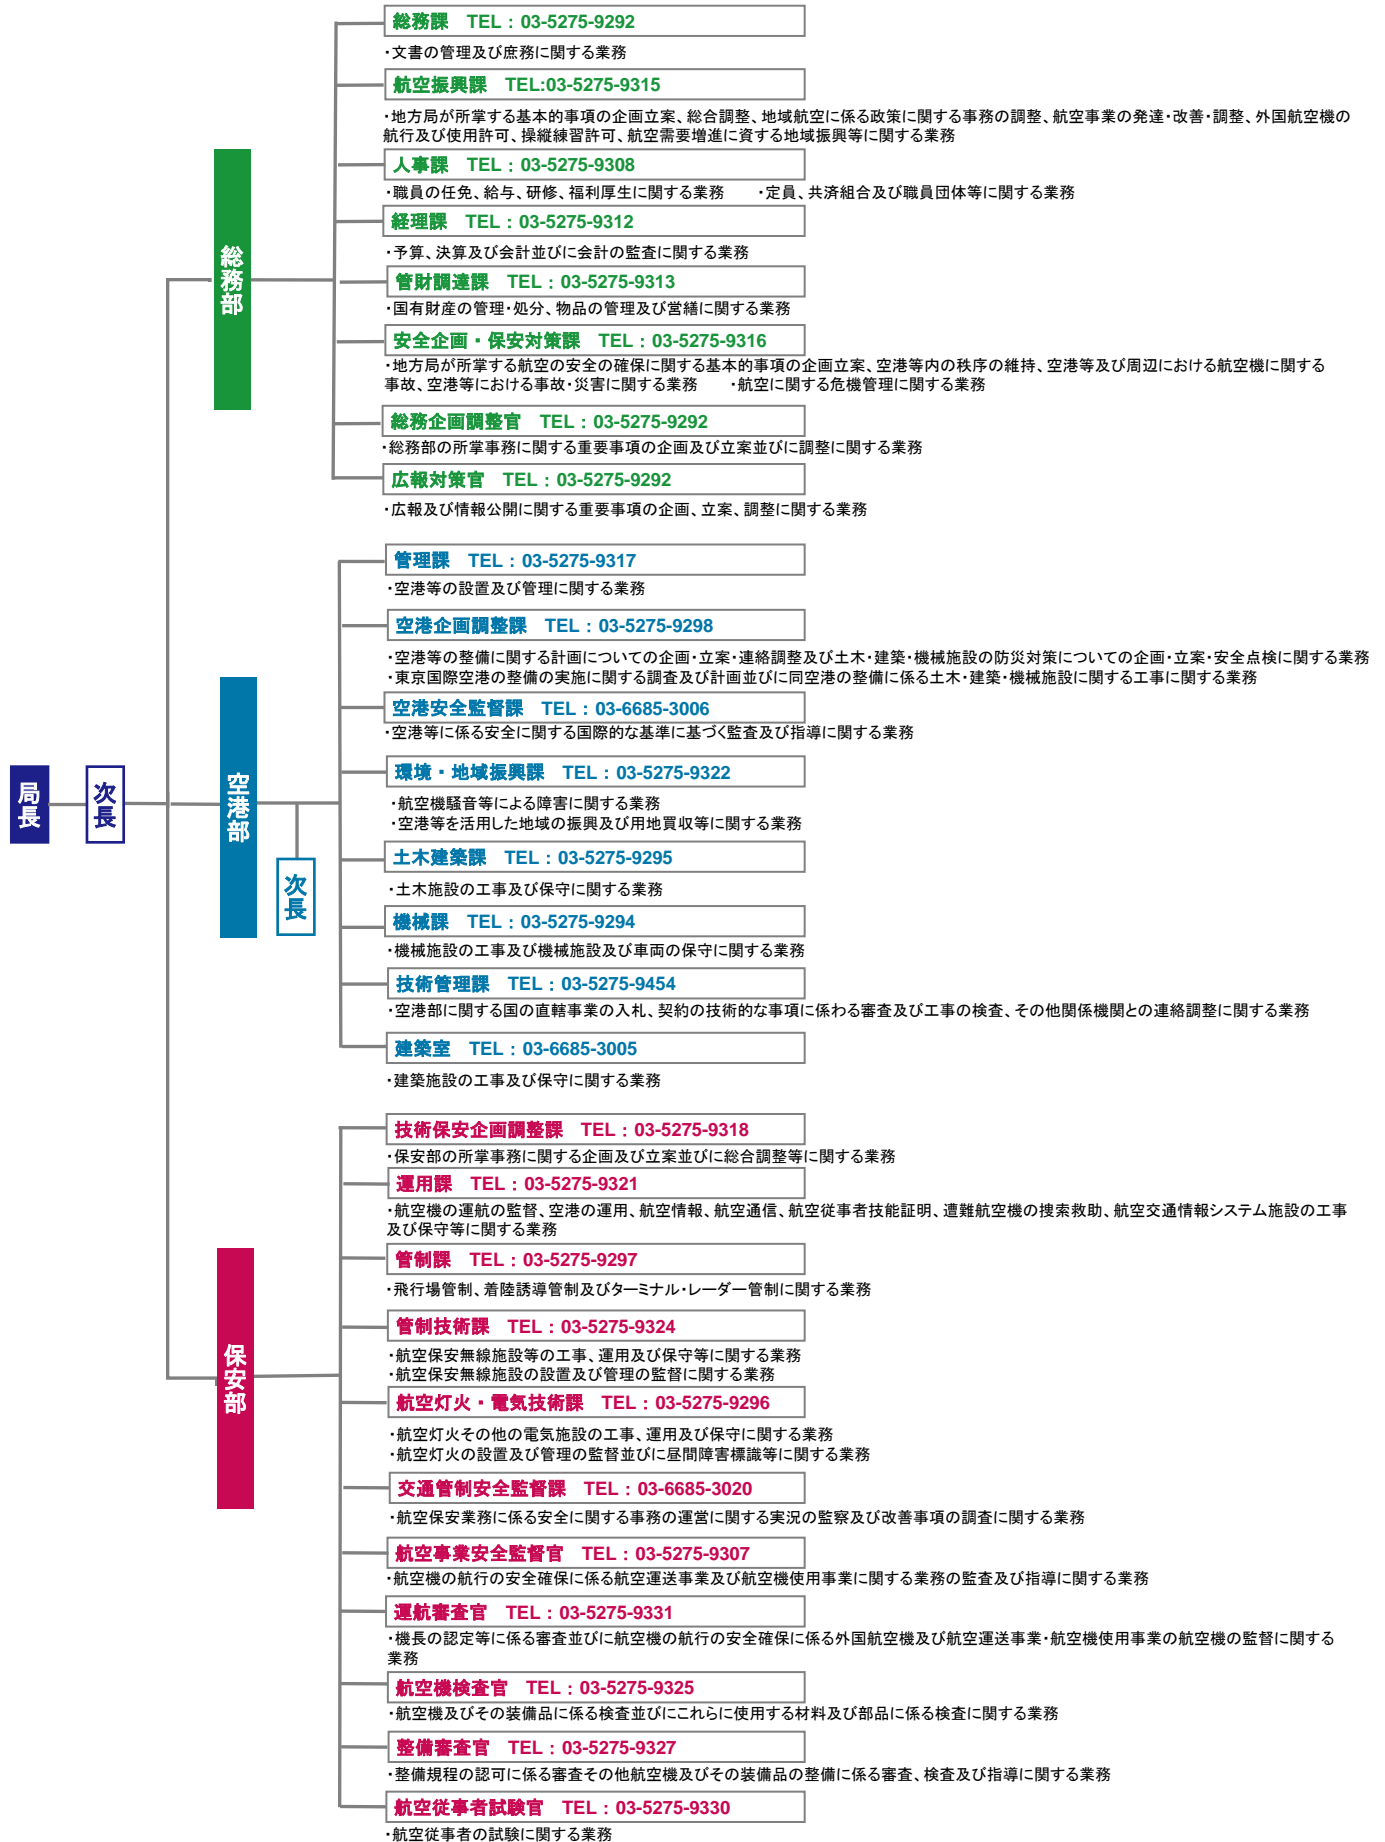 総務課　TEL：03-5275-9292
・文書の管理及び庶務に関する業務
航空振興課　TEL:03-5275-9315
・地方局が所掌する基本的事項の企画立案、総合調整、地域航空に係る政策に関する事務の調整、航空事業の発達・改善・調整、外国航空機の
航行及び使用許可、操縦練習許可、航空需要増進に資する地域振興等に関する業務
人事課　TEL：03-5275-9308
・職員の任免、給与、研修、福利厚生に関する業務　　・定員、共済組合及び職員団体等に関する業務
経理課　TEL：03-5275-9312
・予算、決算及び会計並びに会計の監査に関する業務
総務部
管財調達課　TEL：03-5275-9313
・国有財産の管理・処分、物品の管理及び営繕に関する業務
安全企画・保安対策課　TEL：03-5275-9316
・地方局が所掌する航空の安全の確保に関する基本的事項の企画立案、空港等内の秩序の維持、空港等及び周辺における航空機に関する
事故、空港等における事故・災害に関する業務　　・航空に関する危機管理に関する業務
総務企画調整官　TEL：03-5275-9292
・総務部の所掌事務に関する重要事項の企画及び立案並びに調整に関する業務
広報対策官　TEL：03-5275-9292
・広報及び情報公開に関する重要事項の企画、立案、調整に関する業務
管理課　TEL：03-5275-9317
・空港等の設置及び管理に関する業務
空港企画調整課　TEL：03-5275-9298
・空港等の整備に関する計画についての企画・立案・連絡調整及び土木・建築・機械施設の防災対策についての企画・立案・安全点検に関する業務
・東京国際空港の整備の実施に関する調査及び計画並びに同空港の整備に係る土木・建築・機械施設に関する工事に関する業務
空港安全監督課　TEL：03-6685-3006
・空港等に係る安全に関する国際的な基準に基づく監査及び指導に関する業務
環境・地域振興課　TEL：03-5275-9322
・航空機騒音等による障害に関する業務
・空港等を活用した地域の振興及び用地買収等に関する業務
局長
次長
空港部
次長
土木建築課　TEL：03-5275-9295
・土木施設の工事及び保守に関する業務
機械課　TEL：03-5275-9294
・機械施設の工事及び機械施設及び車両の保守に関する業務
技術管理課　TEL：03-5275-9454
・空港部に関する国の直轄事業の入札、契約の技術的な事項に係わる審査及び工事の検査、その他関係機関との連絡調整に関する業務
建築室　TEL：03-6685-3005
・建築施設の工事及び保守に関する業務
技術保安企画調整課　TEL：03-5275-9318
・保安部の所掌事務に関する企画及び立案並びに総合調整等に関する業務
運用課　TEL：03-5275-9321
・航空機の運航の監督、空港の運用、航空情報、航空通信、航空従事者技能証明、遭難航空機の捜索救助、航空交通情報システム施設の工事
及び保守等に関する業務
管制課　TEL：03-5275-9297
・飛行場管制、着陸誘導管制及びターミナル・レーダー管制に関する業務
管制技術課　TEL：03-5275-9324
・航空保安無線施設等の工事、運用及び保守等に関する業務
・航空保安無線施設の設置及び管理の監督に関する業務
保安部
航空灯火・電気技術課　TEL：03-5275-9296
・航空灯火その他の電気施設の工事、運用及び保守に関する業務
・航空灯火の設置及び管理の監督並びに昼間障害標識等に関する業務
交通管制安全監督課　TEL：03-6685-3020
・航空保安業務に係る安全に関する事務の運営に関する実況の監察及び改善事項の調査に関する業務
航空事業安全監督官　TEL：03-5275-9307
・航空機の航行の安全確保に係る航空運送事業及び航空機使用事業に関する業務の監査及び指導に関する業務
運航審査官　TEL：03-5275-9331
・機長の認定等に係る審査並びに航空機の航行の安全確保に係る外国航空機及び航空運送事業・航空機使用事業の航空機の監督に関する
業務
航空機検査官　TEL：03-5275-9325
・航空機及びその装備品に係る検査並びにこれらに使用する材料及び部品に係る検査に関する業務
整備審査官　TEL：03-5275-9327
・整備規程の認可に係る審査その他航空機及びその装備品の整備に係る審査、検査及び指導に関する業務
航空従事者試験官　TEL：03-5275-9330
・航空従事者の試験に関する業務